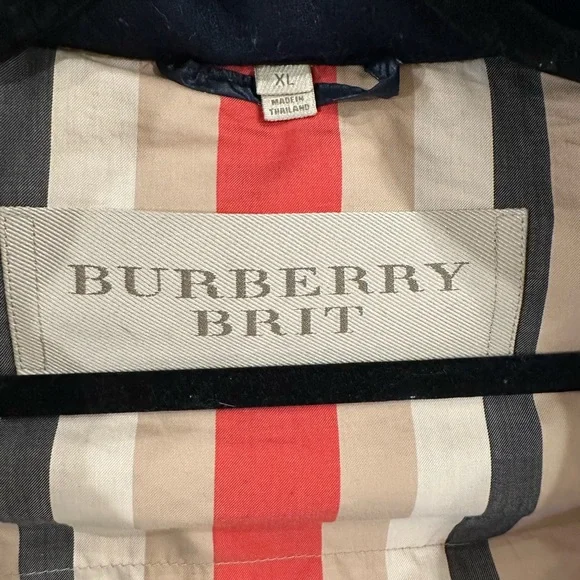 XL
MADE IN
THAILAND
BURBERRY
BRIT